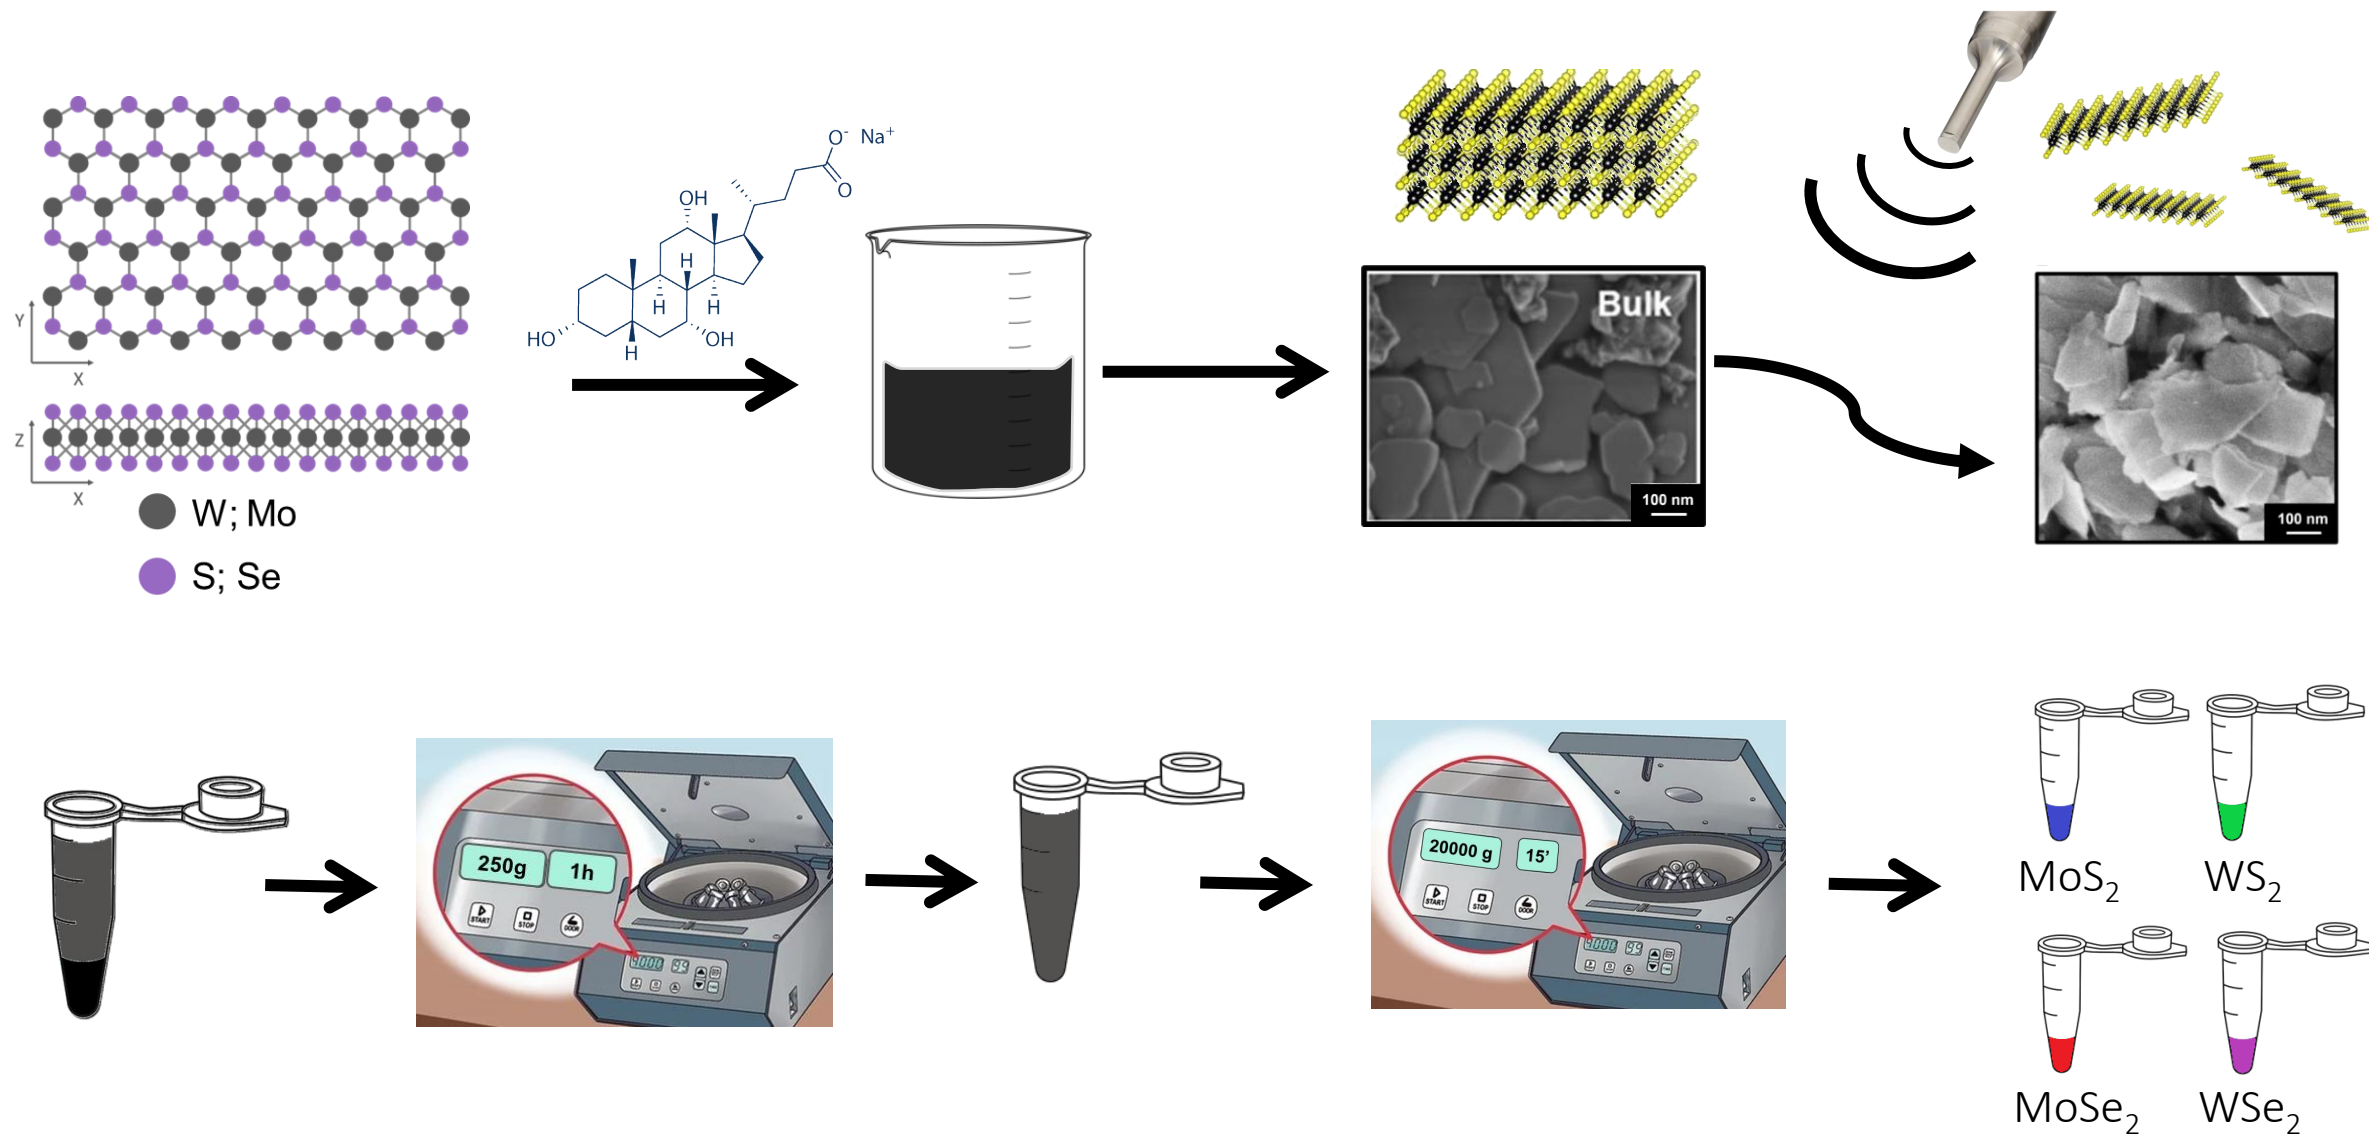 Y
X
Z
X
W; Mo
S; Se
O⁻ Na⁺
O
OH
H
H
H
HO
OH
H
Bulk
100 nm
100 nm
250g 1h
START STOP DOOR
20000 g 15’
START STOP DOOR
MoS₂ WS₂
MoSe₂ WSe₂